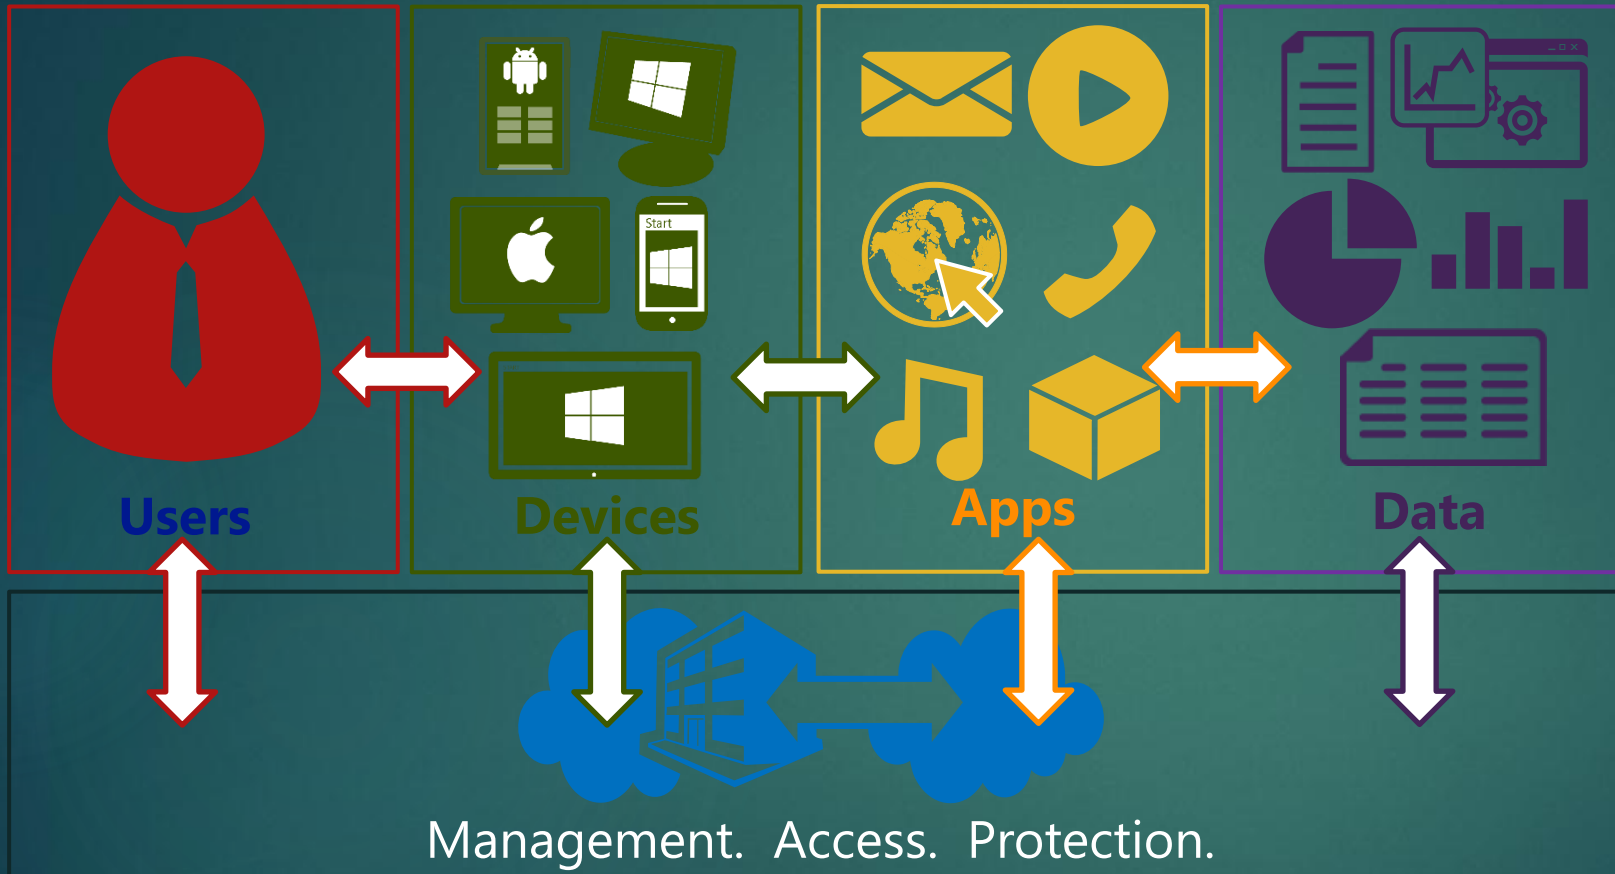 Start
Users
Devices
Apps
Data
Management. Access. Protection.